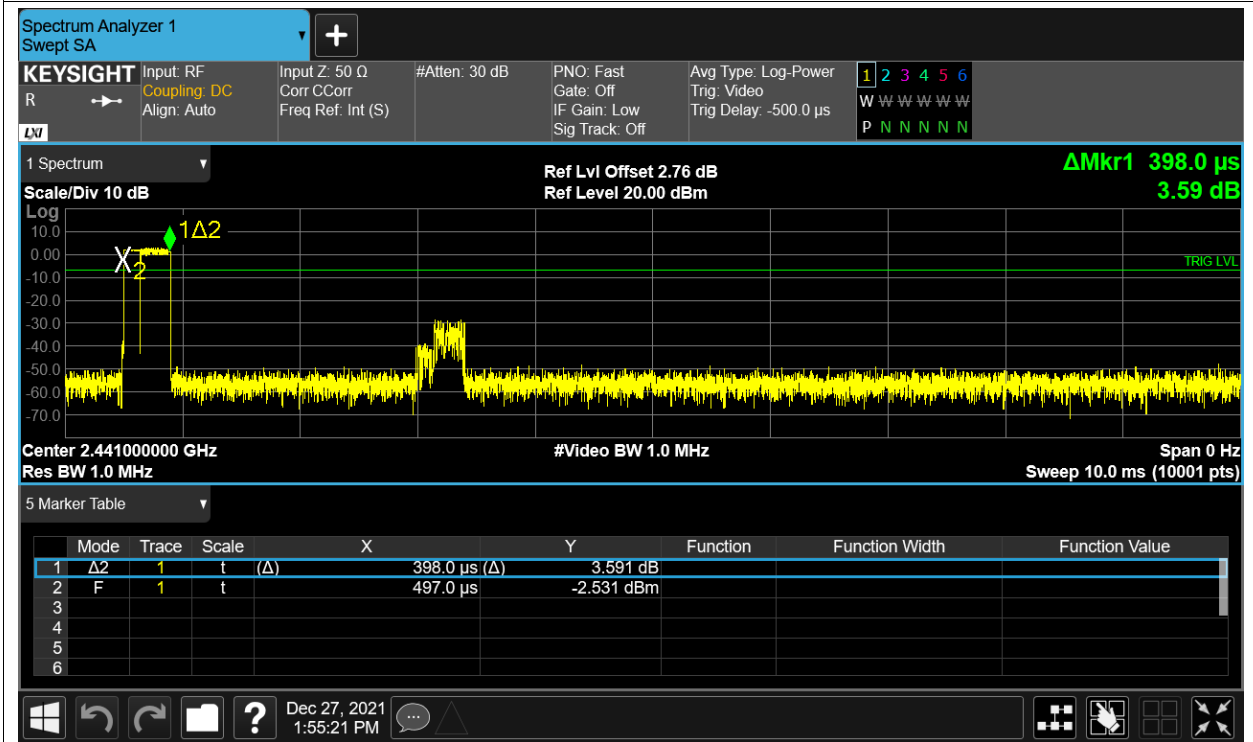 Spectrum Analyzer 1
Swept SA
KEYSIGHT
R
LXI
Input: RF
Coupling: DC
Align: Auto
Input Z: 50 Ω
Corr CCorr
Freq Ref: Int (S)
#Atten: 30 dB
PNO: Fast
Gate: Off
IF Gain: Low
Sig Track: Off
Avg Type: Log-Power
Trig: Video
Trig Delay: -500.0 µs
1 2 3 4 5 6
W W W W W W
P N N N N N
1 Spectrum
Scale/Div 10 dB
Log
Ref Lvl Offset 2.76 dB
Ref Level 20.00 dBm
ΔMkr1 398.0 µs
3.59 dB
10.0
0.00
-10.0
-20.0
-30.0
-40.0
-50.0
-60.0
-70.0
1Δ2
X2
TRIG LVL
Center 2.441000000 GHz
Res BW 1.0 MHz
#Video BW 1.0 MHz
Span 0 Hz
Sweep 10.0 ms (10001 pts)
5 Marker Table
Mode Trace Scale X Y Function Function Width Function Value
1 Δ2 1 t (Δ) 398.0 µs (Δ) 3.591 dB
2 F 1 t 497.0 µs -2.531 dBm
3
4
5
6
?
Dec 27, 2021
1:55:21 PM